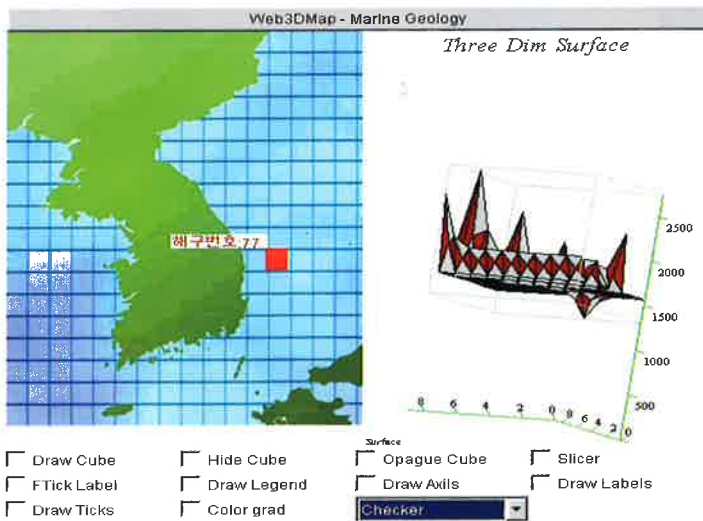 Web3DMap - Marine Geology
Three Dim Surface
해구번호:77
2500
2000
1500
1000
500
0
8 6 4 2 0 8 6 4 2
Surface
Draw Cube Hide Cube Opague Cube Slicer
FTick Label Draw Legend Draw Axils Draw Labels
Draw Ticks Color grad Checker